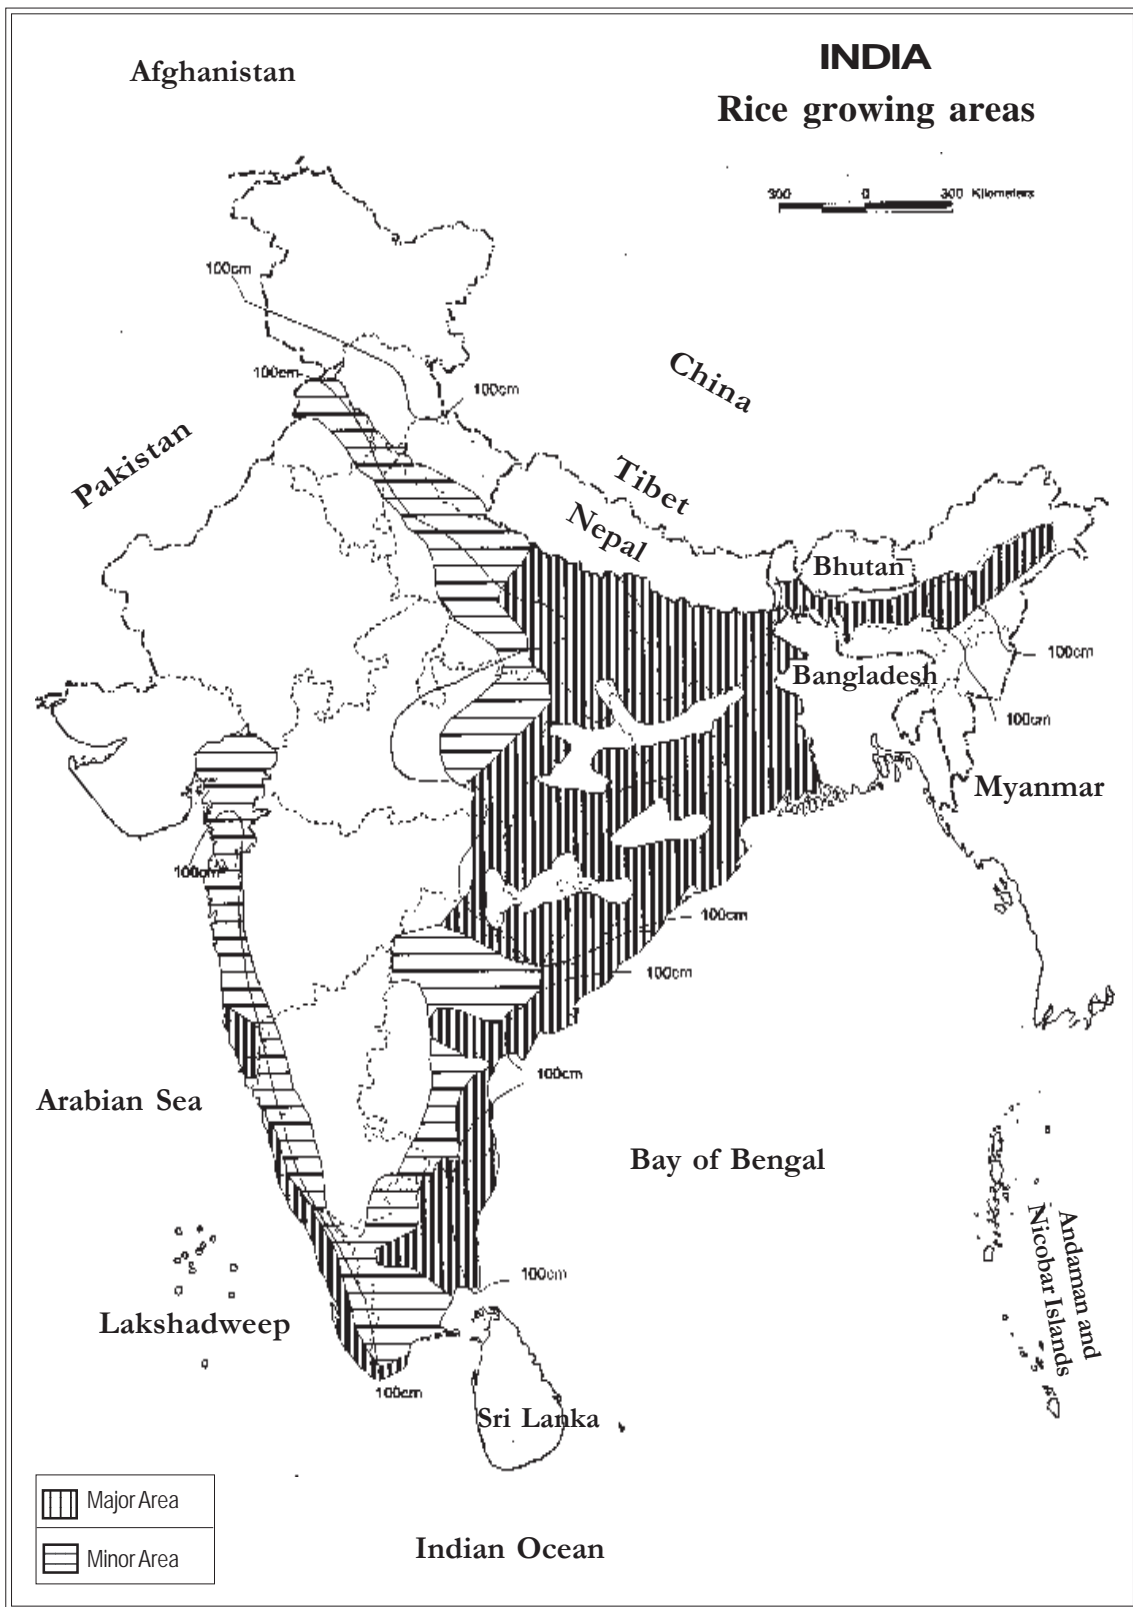 INDIA
Afghanistan
Rice growing areas
300 0 300 Kilometers
100cm
100cm
100cm
China
Pakistan
Tibet
Nepal
Bhutan
100cm
Bangladesh
100cm
Myanmar
100cm
100cm
100cm
100cm
Arabian Sea
Bay of Bengal
Andaman and
Nicobar Islands
100cm
Lakshadweep
100cm
Sri Lanka
Major Area
Minor Area
Indian Ocean